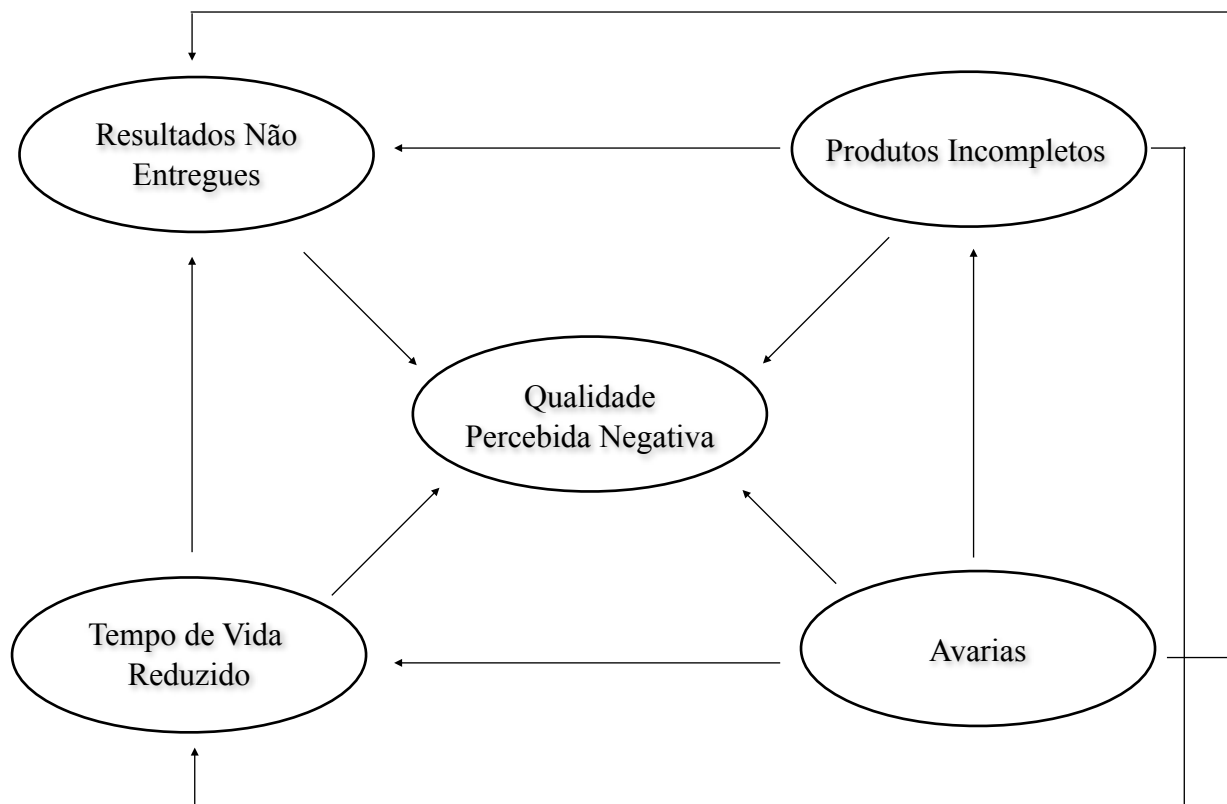 Resultados Não
Entregues
Produtos Incompletos
Qualidade
Percebida Negativa
Tempo de Vida
Reduzido
Avarias